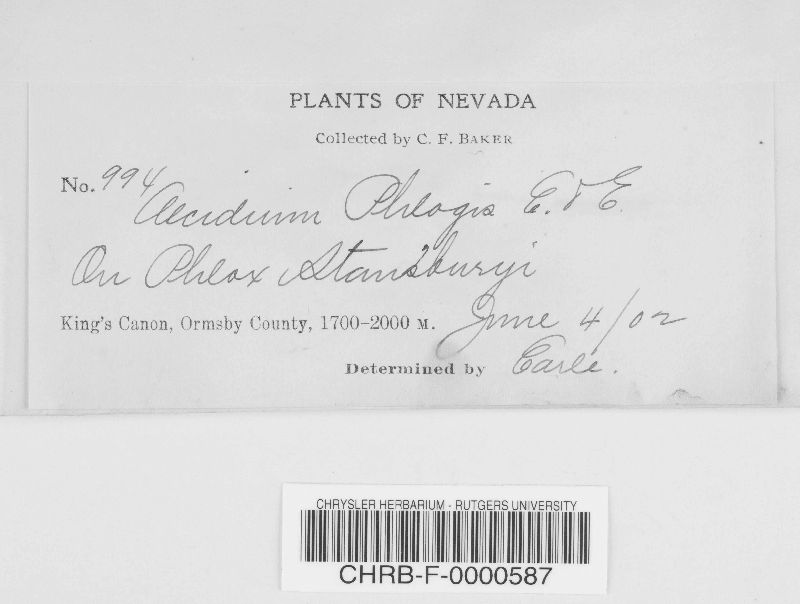 PLANTS OF NEVADA
Collected by C. F. BAKER
No. 994 Aecidium Phlogis E. & E.
On Phlox Stansburyi
King's Canon, Ormsby County, 1700-2000 M. June 4/02
Determined by Earle.
CHRYSLER HERBARIUM - RUTGERS UNIVERSITY
CHRB-F-0000587